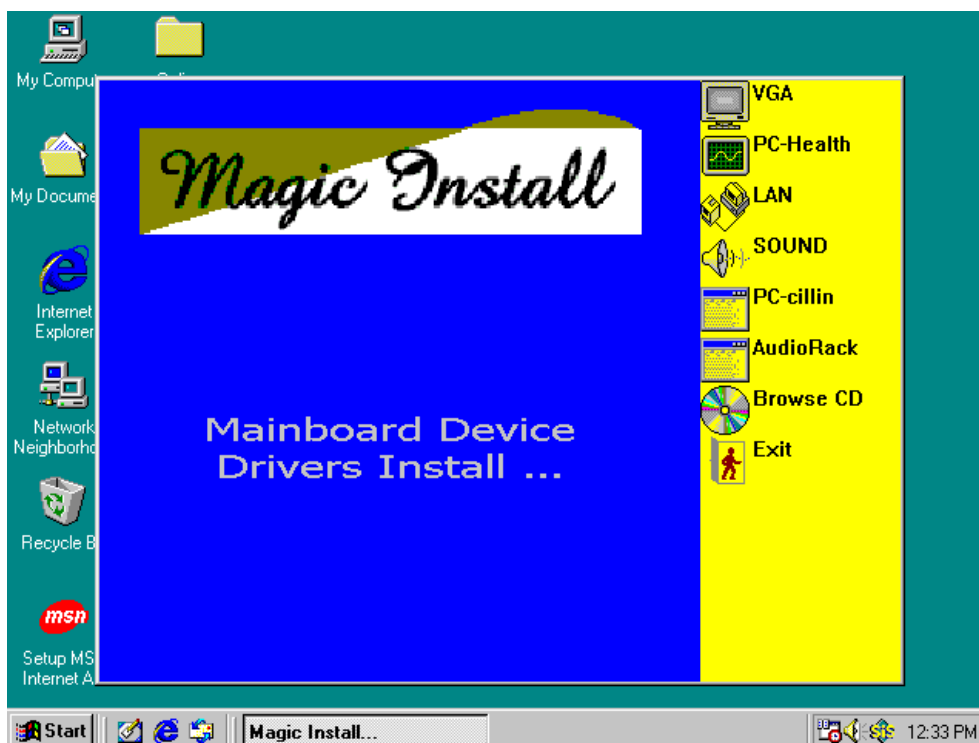 My Compu
My Docume
Internet
Explorer
Network
Neighborho
Recycle B
msn
Setup MS
Internet A
Magic Install
Mainboard Device
Drivers Install ...
VGA
PC-Health
LAN
SOUND
PC-cillin
AudioRack
Browse CD
Exit
Start
Magic Install...
12:33 PM